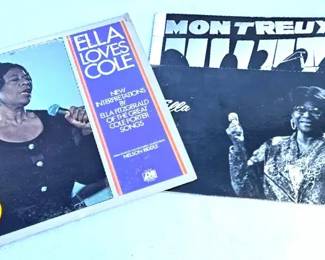 ELLA
LOVES
COLE
NEW
INTERPRETATIONS
BY
ELLA FITZGERALD
OF THE GREAT
COLE PORTER
SONGS
NELSON RIDDLE
MONTREUX
Ella